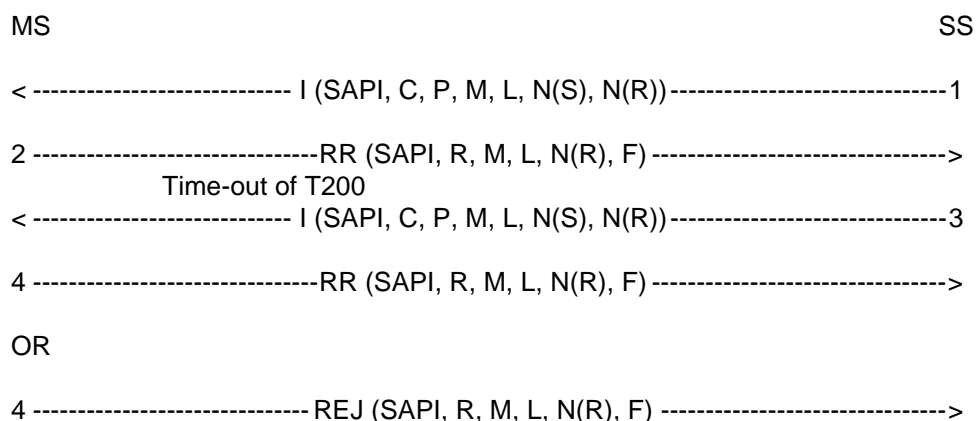 MS SS
< ----------------------------- I (SAPI, C, P, M, L, N(S), N(R))-------------------------------1
2 --------------------------------RR (SAPI, R, M, L, N(R), F) --------------------------------->
Time-out of T200
< ----------------------------- I (SAPI, C, P, M, L, N(S), N(R))-------------------------------3
4 --------------------------------RR (SAPI, R, M, L, N(R), F) --------------------------------->
OR
4 ------------------------------- REJ (SAPI, R, M, L, N(R), F) -------------------------------->